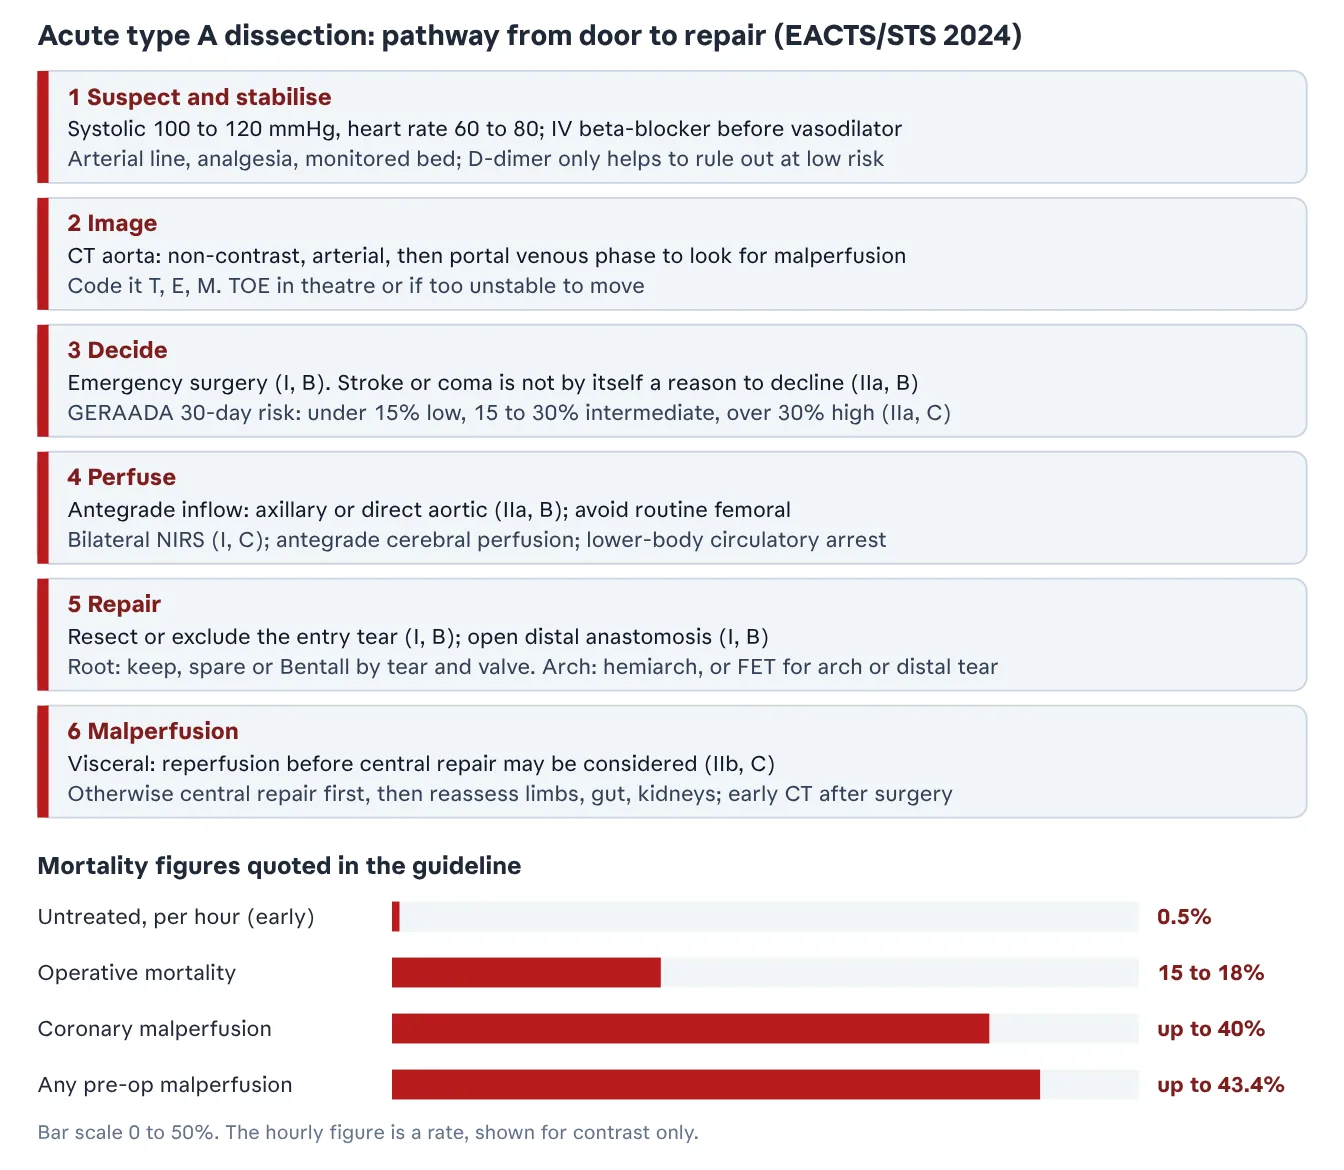 Acute type A dissection: pathway from door to repair (EACTS/STS 2024)
1 Suspect and stabilise
Systolic 100 to 120 mmHg, heart rate 60 to 80; IV beta-blocker before vasodilator
Arterial line, analgesia, monitored bed; D-dimer only helps to rule out at low risk
2 Image
CT aorta: non-contrast, arterial, then portal venous phase to look for malperfusion
Code it T, E, M. TOE in theatre or if too unstable to move
3 Decide
Emergency surgery (I, B). Stroke or coma is not by itself a reason to decline (IIa, B)
GERAADA 30-day risk: under 15% low, 15 to 30% intermediate, over 30% high (IIa, C)
4 Perfuse
Antegrade inflow: axillary or direct aortic (IIa, B); avoid routine femoral
Bilateral NIRS (I, C); antegrade cerebral perfusion; lower-body circulatory arrest
5 Repair
Resect or exclude the entry tear (I, B); open distal anastomosis (I, B)
Root: keep, spare or Bentall by tear and valve. Arch: hemiarch, or FET for arch or distal tear
6 Malperfusion
Visceral: reperfusion before central repair may be considered (IIb, C)
Otherwise central repair first, then reassess limbs, gut, kidneys; early CT after surgery
Mortality figures quoted in the guideline
Untreated, per hour (early) 0.5%
Operative mortality 15 to 18%
Coronary malperfusion up to 40%
Any pre-op malperfusion up to 43.4%
Bar scale 0 to 50%. The hourly figure is a rate, shown for contrast only.